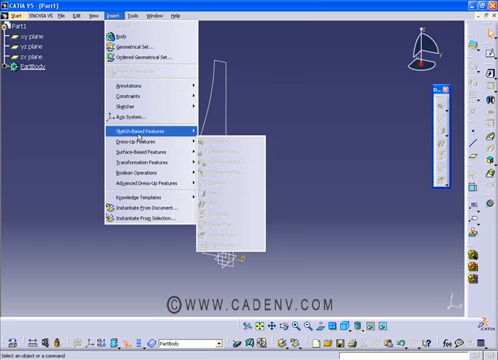 CATIA V5 - [Part1]
Start ENOVIA V5 File Edit View Insert Tools Window Help
Part1
xy plane
yz plane
zx plane
PartBody
Body
Geometrical Set...
Ordered Geometrical Set...
Annotations
Constraints
Sketcher
Axis System...
Sketch-Based Features
Dress-Up Features
Surface-Based Features
Transformation Features
Boolean Operations
Advanced Dress-Up Features
Knowledge Templates
Instantiate From Document...
Instantiate From Selection...
©WWW.CADENV.COM
PartBody
CATIA
Select an object or a command